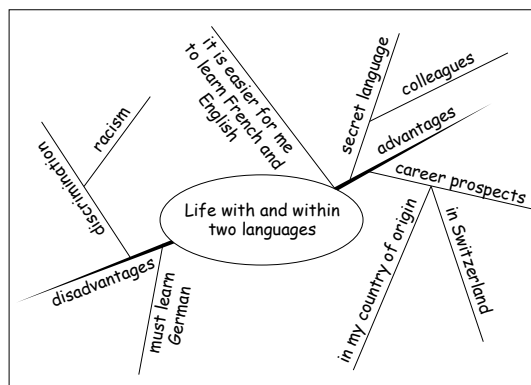 Life with and within
two languages
advantages
it is easier for me
to learn French and
English
secret language
colleagues
career prospects
in my country of origin
in Switzerland
disadvantages
discrimination
racism
must learn
German